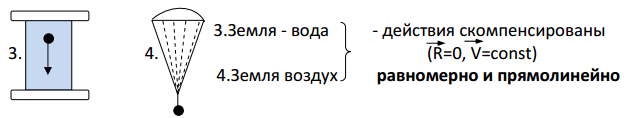 3.
4.
3.Земля - вода - действия скомпенсированы
(R=0, V=const)
4.Земля воздух равномерно и прямолинейно